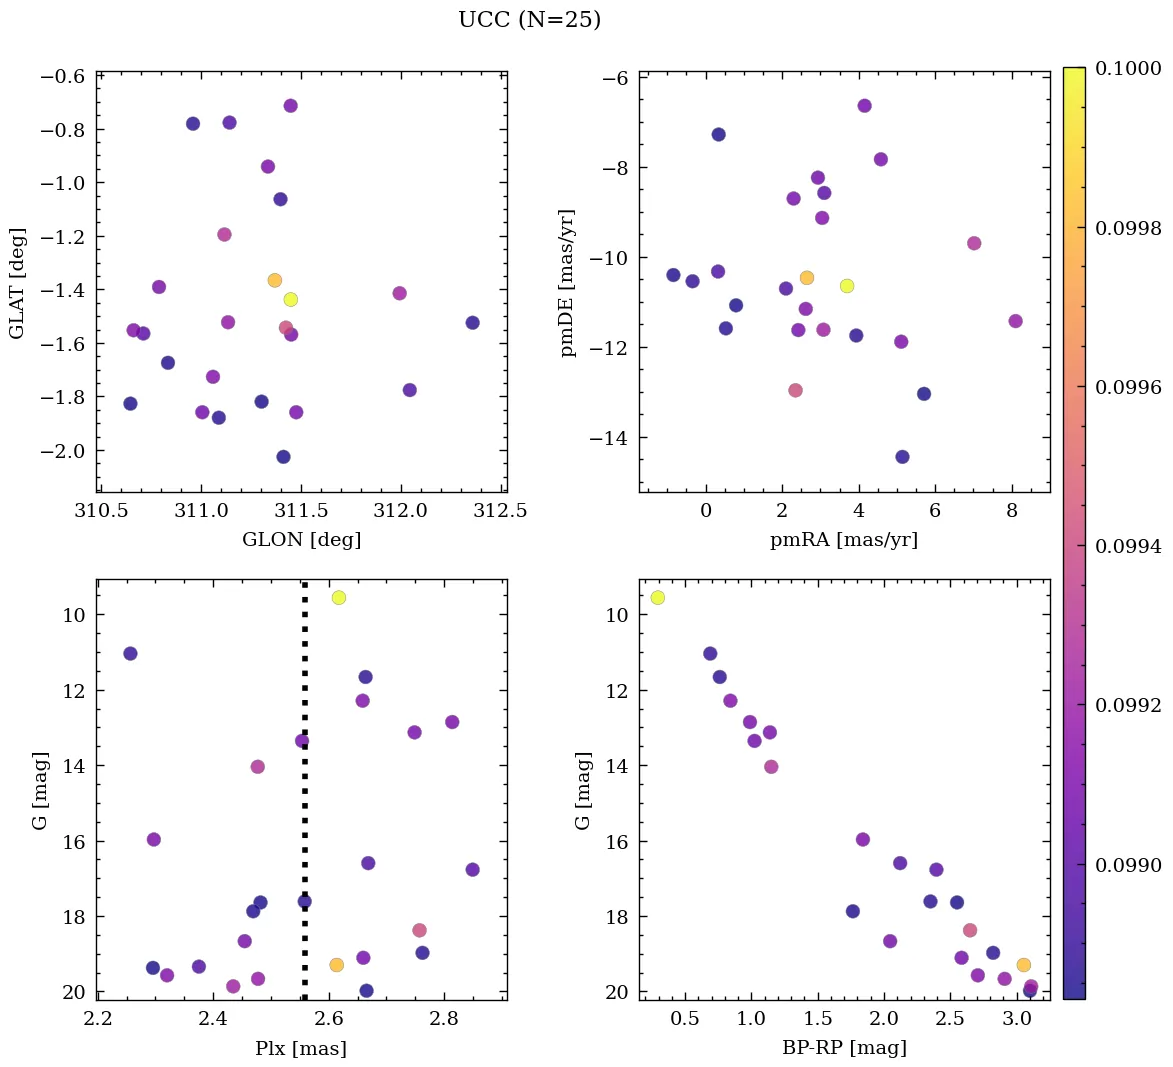 UCC (N=25)
−0.6
−0.8
−1.0
−1.2
−1.4
−1.6
−1.8
−2.0
GLAT [deg]
310.5 311.0 311.5 312.0 312.5
GLON [deg]
−6
−8
−10
−12
−14
pmDE [mas/yr]
0 2 4 6 8
pmRA [mas/yr]
10
12
14
16
18
20
G [mag]
2.2 2.4 2.6 2.8
Plx [mas]
10
12
14
16
18
20
G [mag]
0.5 1.0 1.5 2.0 2.5 3.0
BP-RP [mag]
0.1000
0.0998
0.0996
0.0994
0.0992
0.0990